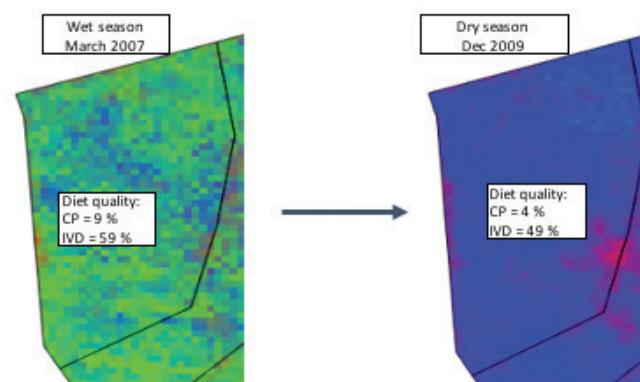 Wet season
March 2007
Dry season
Dec 2009
Diet quality:
CP = 9 %
IVD = 59 %
Diet quality:
CP = 4 %
IVD = 49 %